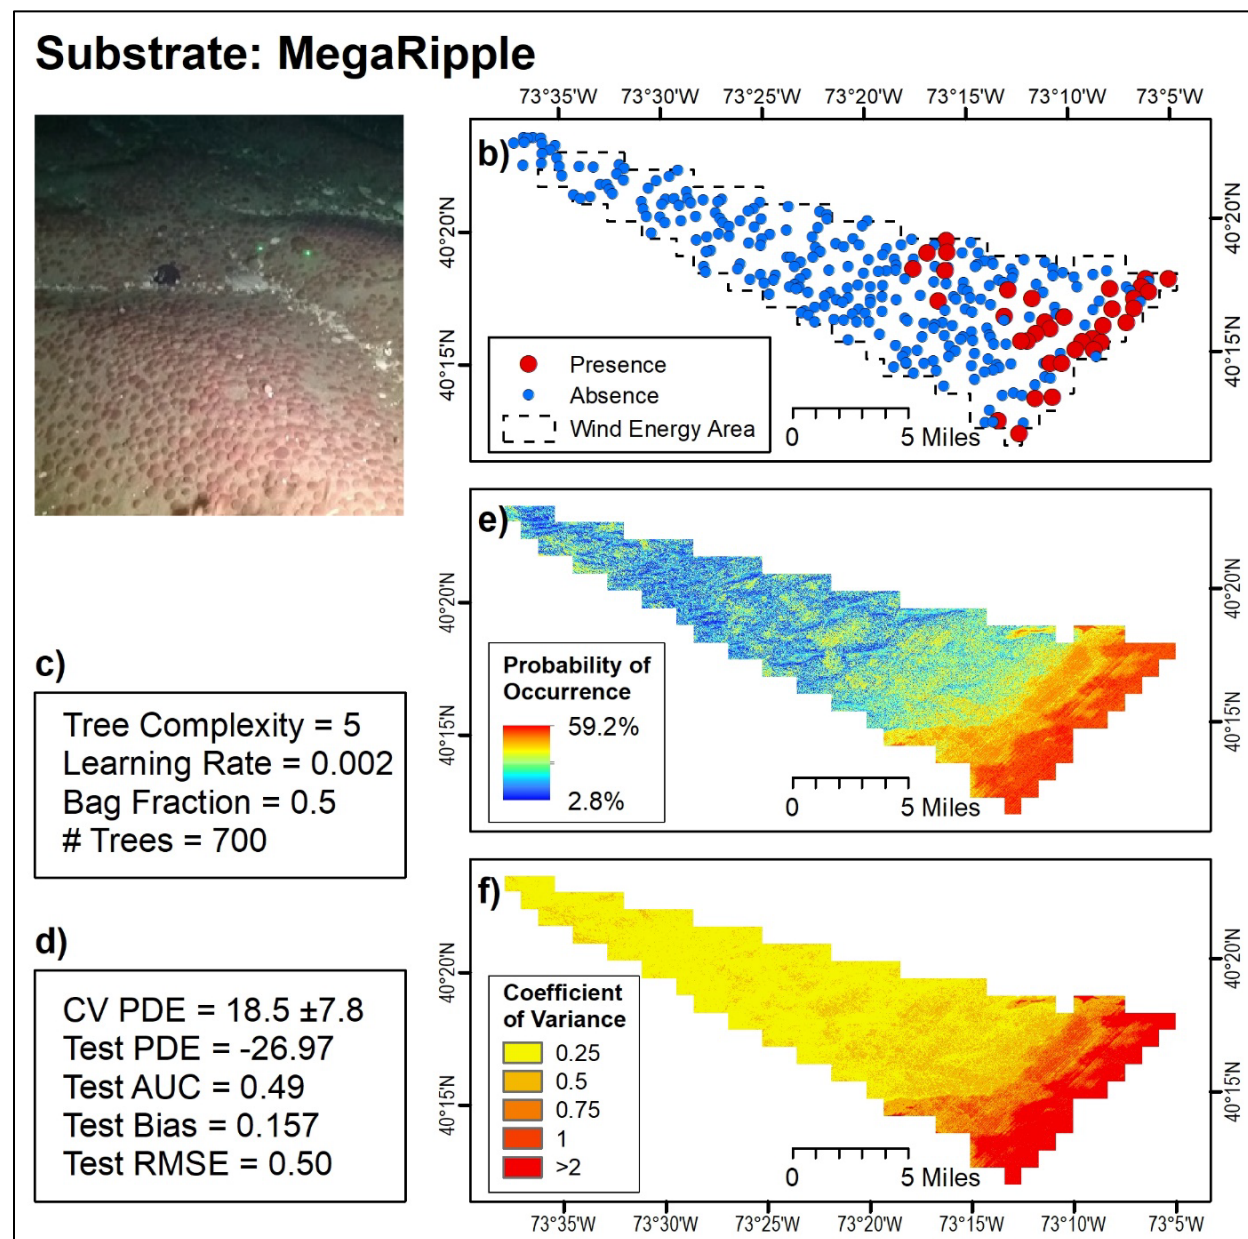 Substrate: MegaRipple
73°35'W 73°30'W 73°25'W 73°20'W 73°15'W 73°10'W 73°5'W
b)
40°20'N
40°15'N
40°20'N
40°15'N
Presence
Absence
Wind Energy Area
0 5 Miles
e)
40°20'N
40°15'N
40°20'N
40°15'N
Probability of
Occurrence
59.2%
2.8%
0 5 Miles
c)
Tree Complexity = 5
Learning Rate = 0.002
Bag Fraction = 0.5
# Trees = 700
f)
40°20'N
40°15'N
40°20'N
40°15'N
Coefficient
of Variance
0.25
0.5
0.75
1
>2
0 5 Miles
d)
CV PDE = 18.5 ±7.8
Test PDE = -26.97
Test AUC = 0.49
Test Bias = 0.157
Test RMSE = 0.50
73°35'W 73°30'W 73°25'W 73°20'W 73°15'W 73°10'W 73°5'W